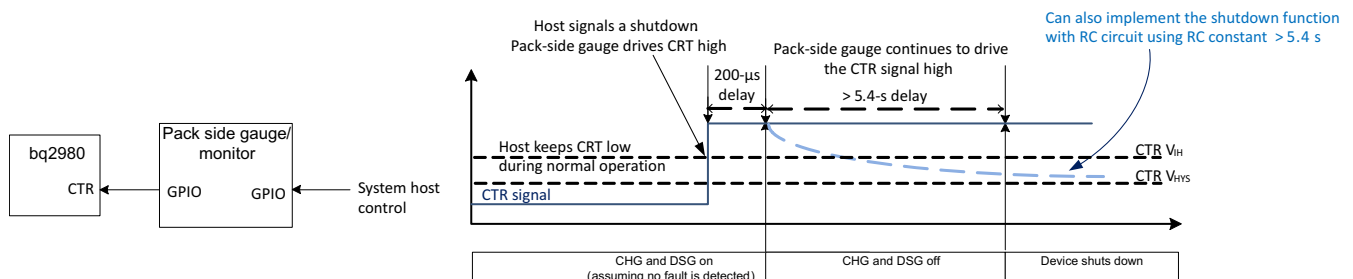 bq2980
CTR
Pack side gauge/
monitor
GPIO
GPIO
System host
control
Host signals a shutdown
Pack-side gauge drives CRT high
200-µs
delay
Pack-side gauge continues to drive
the CTR signal high
> 5.4-s delay
Can also implement the shutdown function
with RC circuit using RC constant > 5.4 s
Host keeps CRT low
during normal operation
CTR signal
CTR VIH
CTR VHYS
CHG and DSG on
(assuming no fault is detected)
CHG and DSG off
Device shuts down